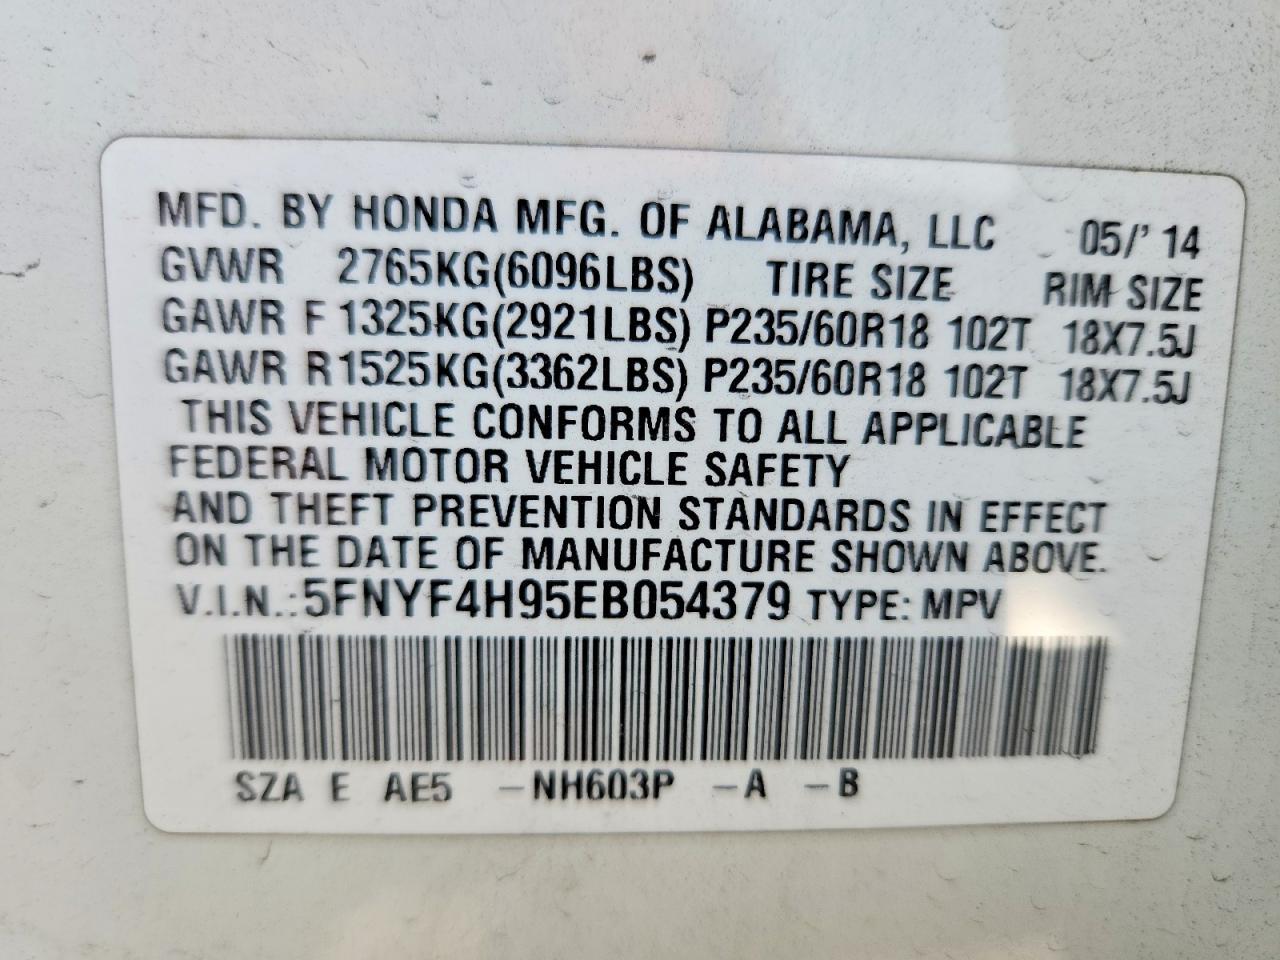 MFD. BY HONDA MFG. OF ALABAMA, LLC 05/' 14
GVWR 2765KG(6096LBS) TIRE SIZE RIM SIZE
GAWR F 1325KG(2921LBS) P235/60R18 102T 18X7.5J
GAWR R 1525KG(3362LBS) P235/60R18 102T 18X7.5J
THIS VEHICLE CONFORMS TO ALL APPLICABLE
FEDERAL MOTOR VEHICLE SAFETY
AND THEFT PREVENTION STANDARDS IN EFFECT
ON THE DATE OF MANUFACTURE SHOWN ABOVE.
V.I.N.:5FNYF4H95EB054379 TYPE: MPV
SZA E AE5 –NH603P –A –B